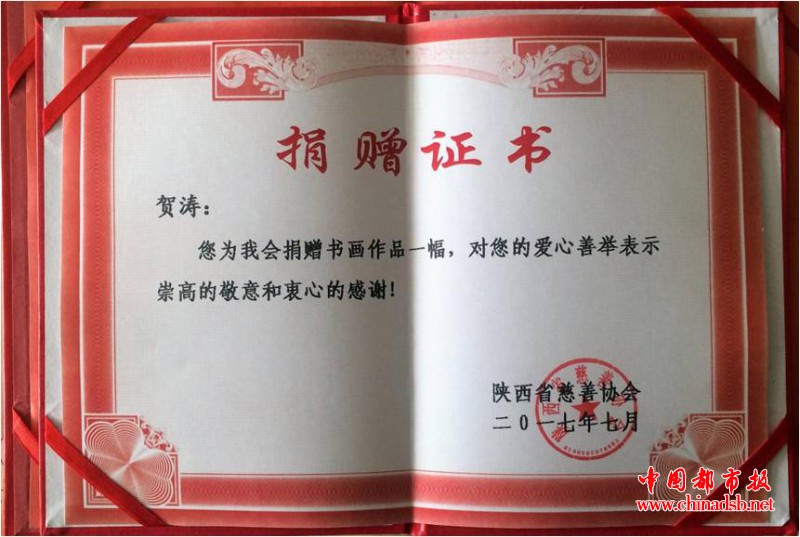 捐赠证书
贺涛：
您为我会捐赠书画作品一幅，对您的爱心善举表示
崇高的敬意和衷心的感谢！
陕西省慈善协会
二O一七年七月
中国都市报
www.chinadsb.net